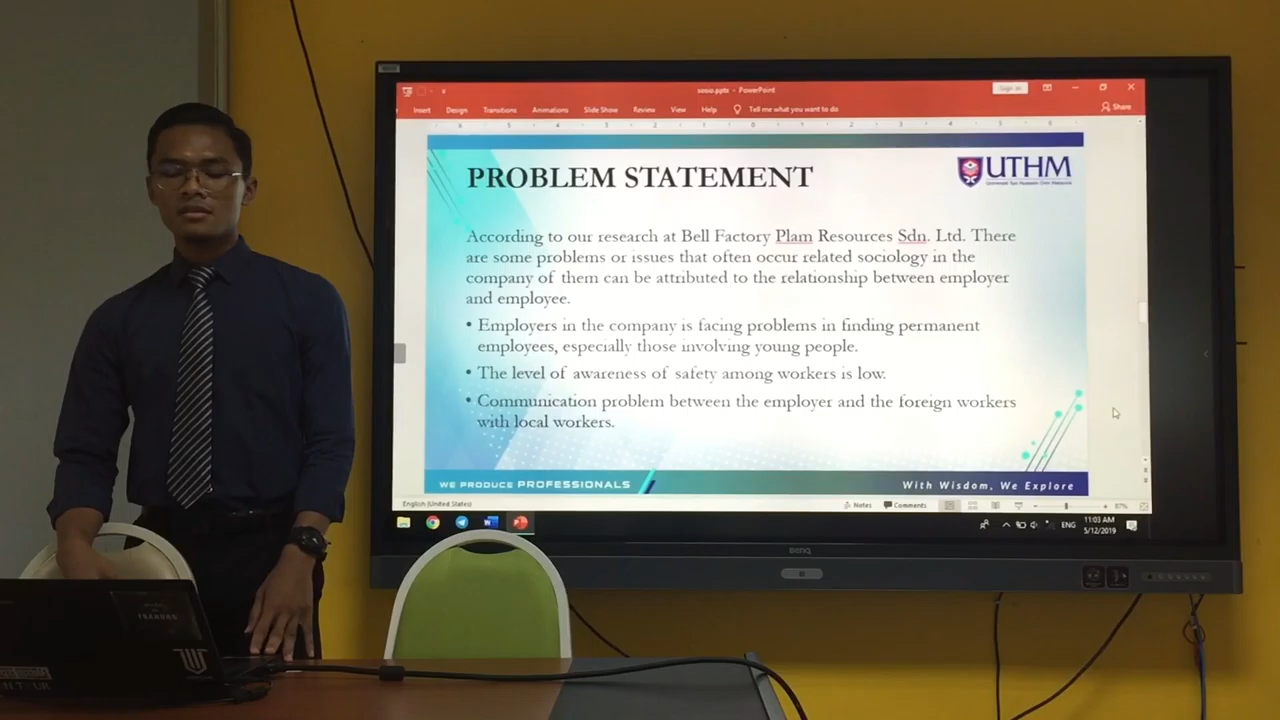 sosio.pptx - PowerPoint
Sign in
Insert Design Transitions Animations Slide Show Review View Help Tell me what you want to do
Share
PROBLEM STATEMENT
UTHM
According to our research at Bell Factory Plam Resources Sdn. Ltd. There
are some problems or issues that often occur related sociology in the
company of them can be attributed to the relationship between employer
and employee.
• Employers in the company is facing problems in finding permanent
employees, especially those involving young people.
• The level of awareness of safety among workers is low.
• Communication problem between the employer and the foreign workers
with local workers.
WE PRODUCE PROFESSIONALS
With Wisdom, We Explore
English (United States)
Notes
Comments
87%
ENG
11:03 AM
5/12/2019
BenQ